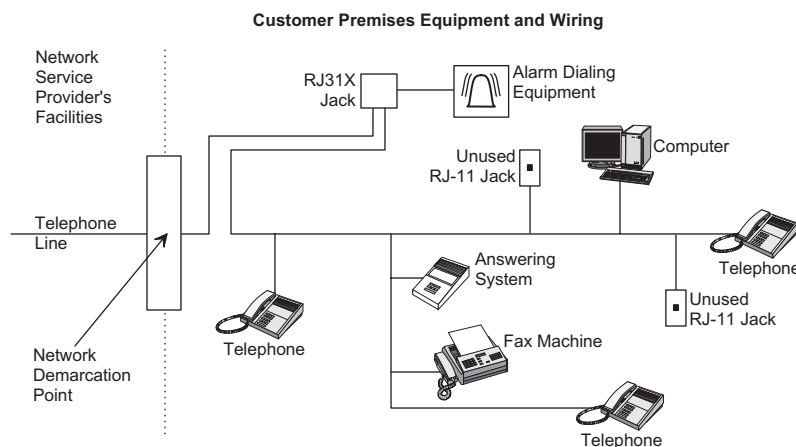 Customer Premises Equipment and Wiring
Network
Service
Provider's
Facilities
RJ31X
Jack
Alarm Dialing
Equipment
Unused
RJ-11 Jack
Computer
Telephone
Line
Answering
System
Telephone
Unused
RJ-11 Jack
Telephone
Fax Machine
Network
Demarcation
Point
Telephone